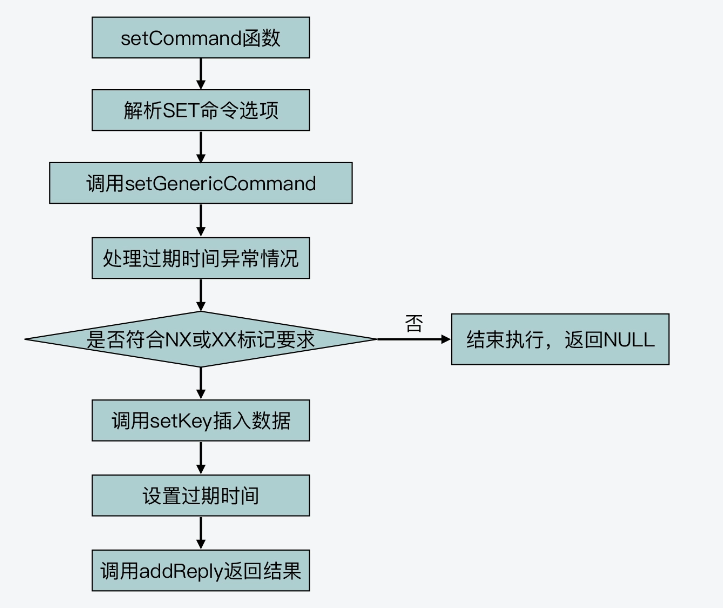 setCommand函数
解析SET命令选项
调用setGenericCommand
处理过期时间异常情况
是否符合NX或XX标记要求
否
结束执行，返回NULL
调用setKey插入数据
设置过期时间
调用addReply返回结果